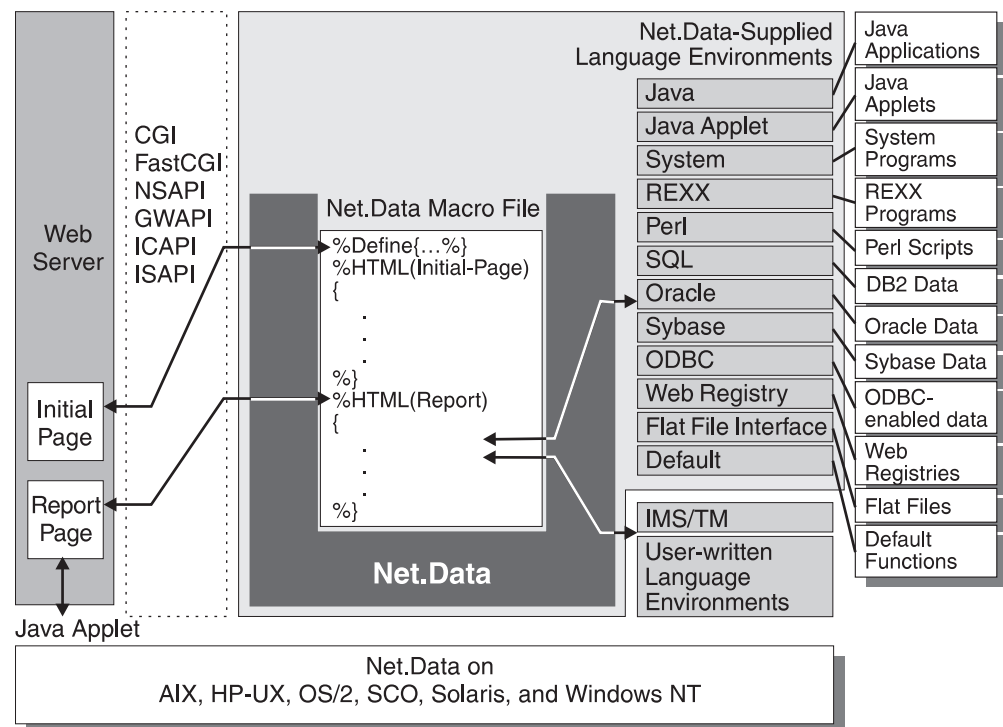 Web
Server
Initial
Page
Report
Page
Java Applet
CGI
FastCGI
NSAPI
GWAPI
ICAPI
ISAPI
Net.Data Macro File
%Define{...%}
%HTML(Initial-Page)
{
.
.
.
%}
%HTML(Report)
{
.
.
.
%}
Net.Data
Net.Data-Supplied
Language Environments
Java
Java Applet
System
REXX
Perl
SQL
Oracle
Sybase
ODBC
Web Registry
Flat File Interface
Default
IMS/TM
User-written
Language
Environments
Java
Applications
Java
Applets
System
Programs
REXX
Programs
Perl Scripts
DB2 Data
Oracle Data
Sybase Data
ODBC-
enabled data
Web
Registries
Flat Files
Default
Functions
Net.Data on
AIX, HP-UX, OS/2, SCO, Solaris, and Windows NT